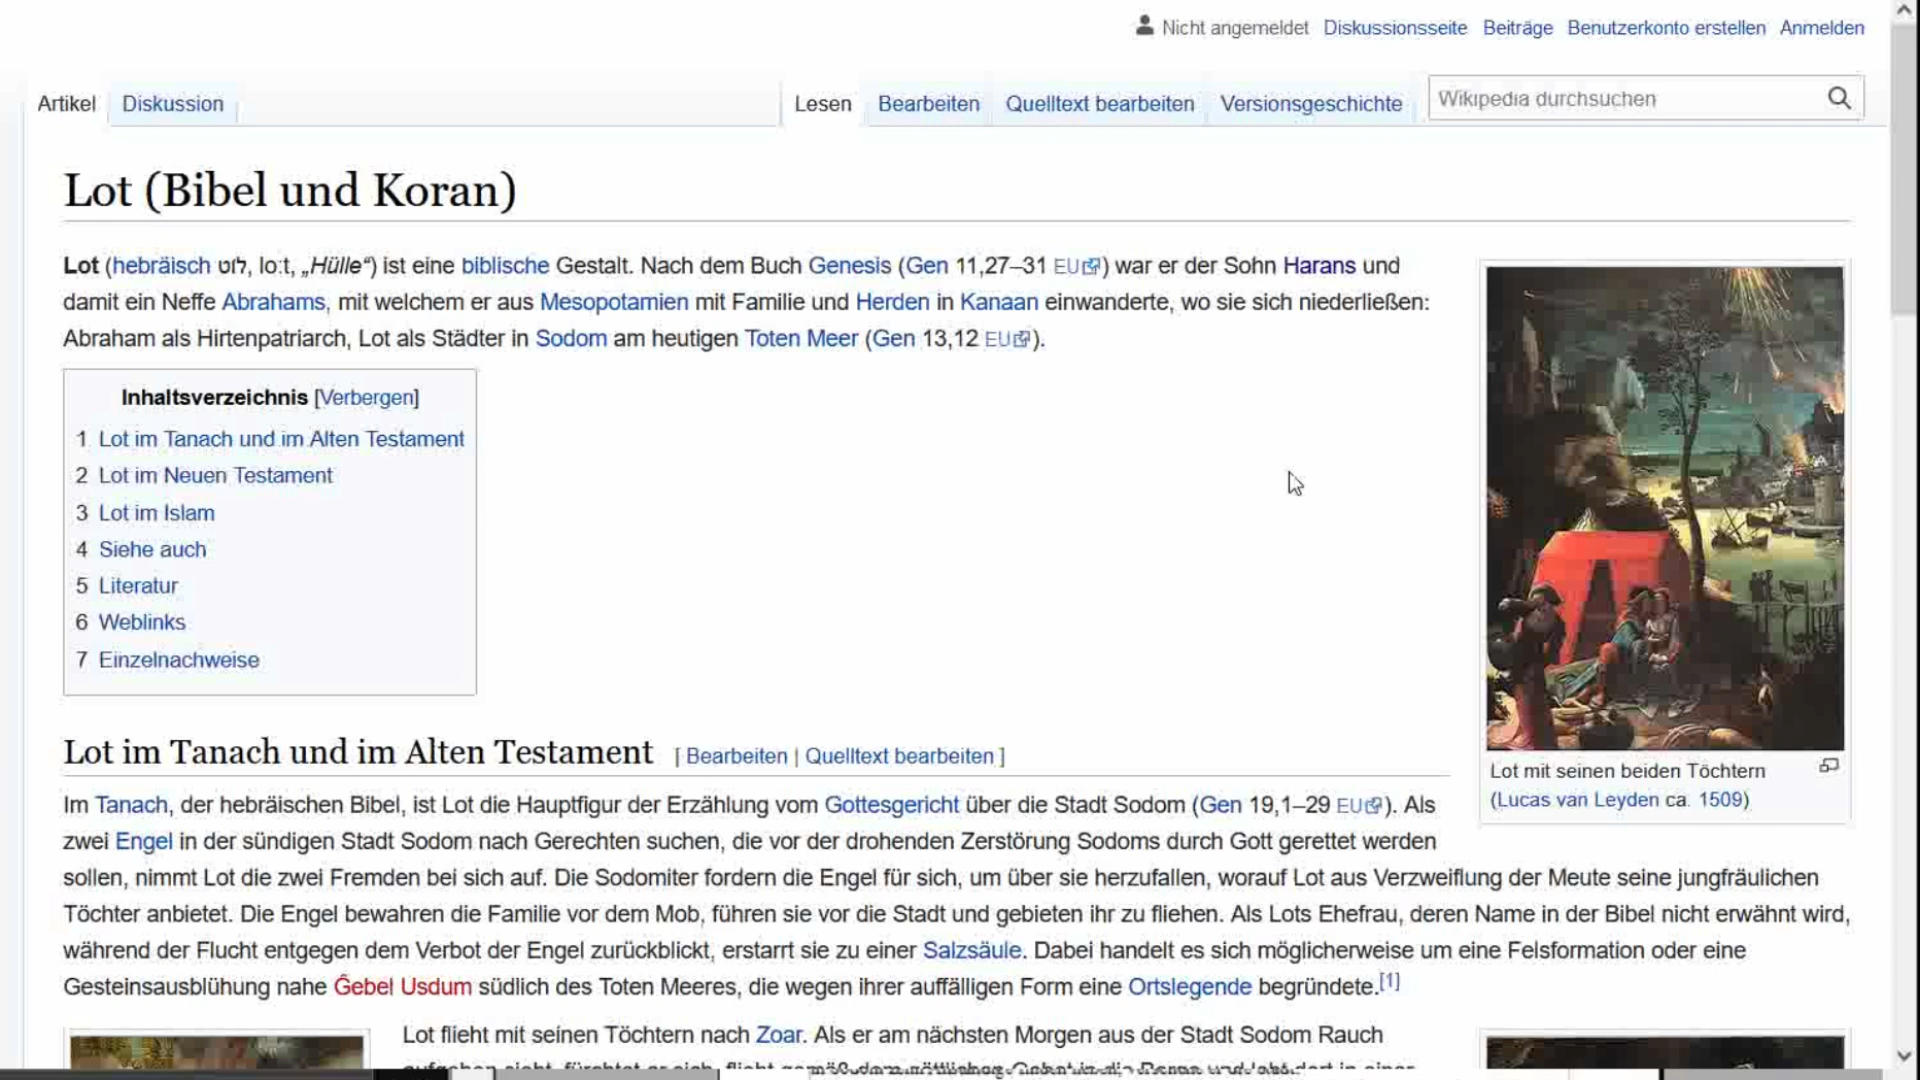 Nicht angemeldet Diskussionsseite Beiträge Benutzerkonto erstellen Anmelden
Artikel Diskussion Lesen Bearbeiten Quelltext bearbeiten Versionsgeschichte Wikipedia durchsuchen
Lot (Bibel und Koran)
Lot (hebräisch לוֹט, lo:t, „Hülle“) ist eine biblische Gestalt. Nach dem Buch Genesis (Gen 11,27–31 EU) war er der Sohn Harans und
damit ein Neffe Abrahams, mit welchem er aus Mesopotamien mit Familie und Herden in Kanaan einwanderte, wo sie sich niederließen:
Abraham als Hirtenpatriarch, Lot als Städter in Sodom am heutigen Toten Meer (Gen 13,12 EU).
Inhaltsverzeichnis [Verbergen]
1 Lot im Tanach und im Alten Testament
2 Lot im Neuen Testament
3 Lot im Islam
4 Siehe auch
5 Literatur
6 Weblinks
7 Einzelnachweise
Lot mit seinen beiden Töchtern
(Lucas van Leyden ca. 1509)
Lot im Tanach und im Alten Testament [ Bearbeiten | Quelltext bearbeiten ]
Im Tanach, der hebräischen Bibel, ist Lot die Hauptfigur der Erzählung vom Gottesgericht über die Stadt Sodom (Gen 19,1–29 EU). Als
zwei Engel in der sündigen Stadt Sodom nach Gerechten suchen, die vor der drohenden Zerstörung Sodoms durch Gott gerettet werden
sollen, nimmt Lot die zwei Fremden bei sich auf. Die Sodomiter fordern die Engel für sich, um über sie herzufallen, worauf Lot aus Verzweiflung der Meute seine jungfräulichen
Töchter anbietet. Die Engel bewahren die Familie vor dem Mob, führen sie vor die Stadt und gebieten ihr zu fliehen. Als Lots Ehefrau, deren Name in der Bibel nicht erwähnt wird,
während der Flucht entgegen dem Verbot der Engel zurückblickt, erstarrt sie zu einer Salzsäule. Dabei handelt es sich möglicherweise um eine Felsformation oder eine
Gesteinsausblühung nahe Ǧebel Usdum südlich des Toten Meeres, die wegen ihrer auffälligen Form eine Ortslegende begründete.[1]
Lot flieht mit seinen Töchtern nach Zoar. Als er am nächsten Morgen aus der Stadt Sodom Rauch